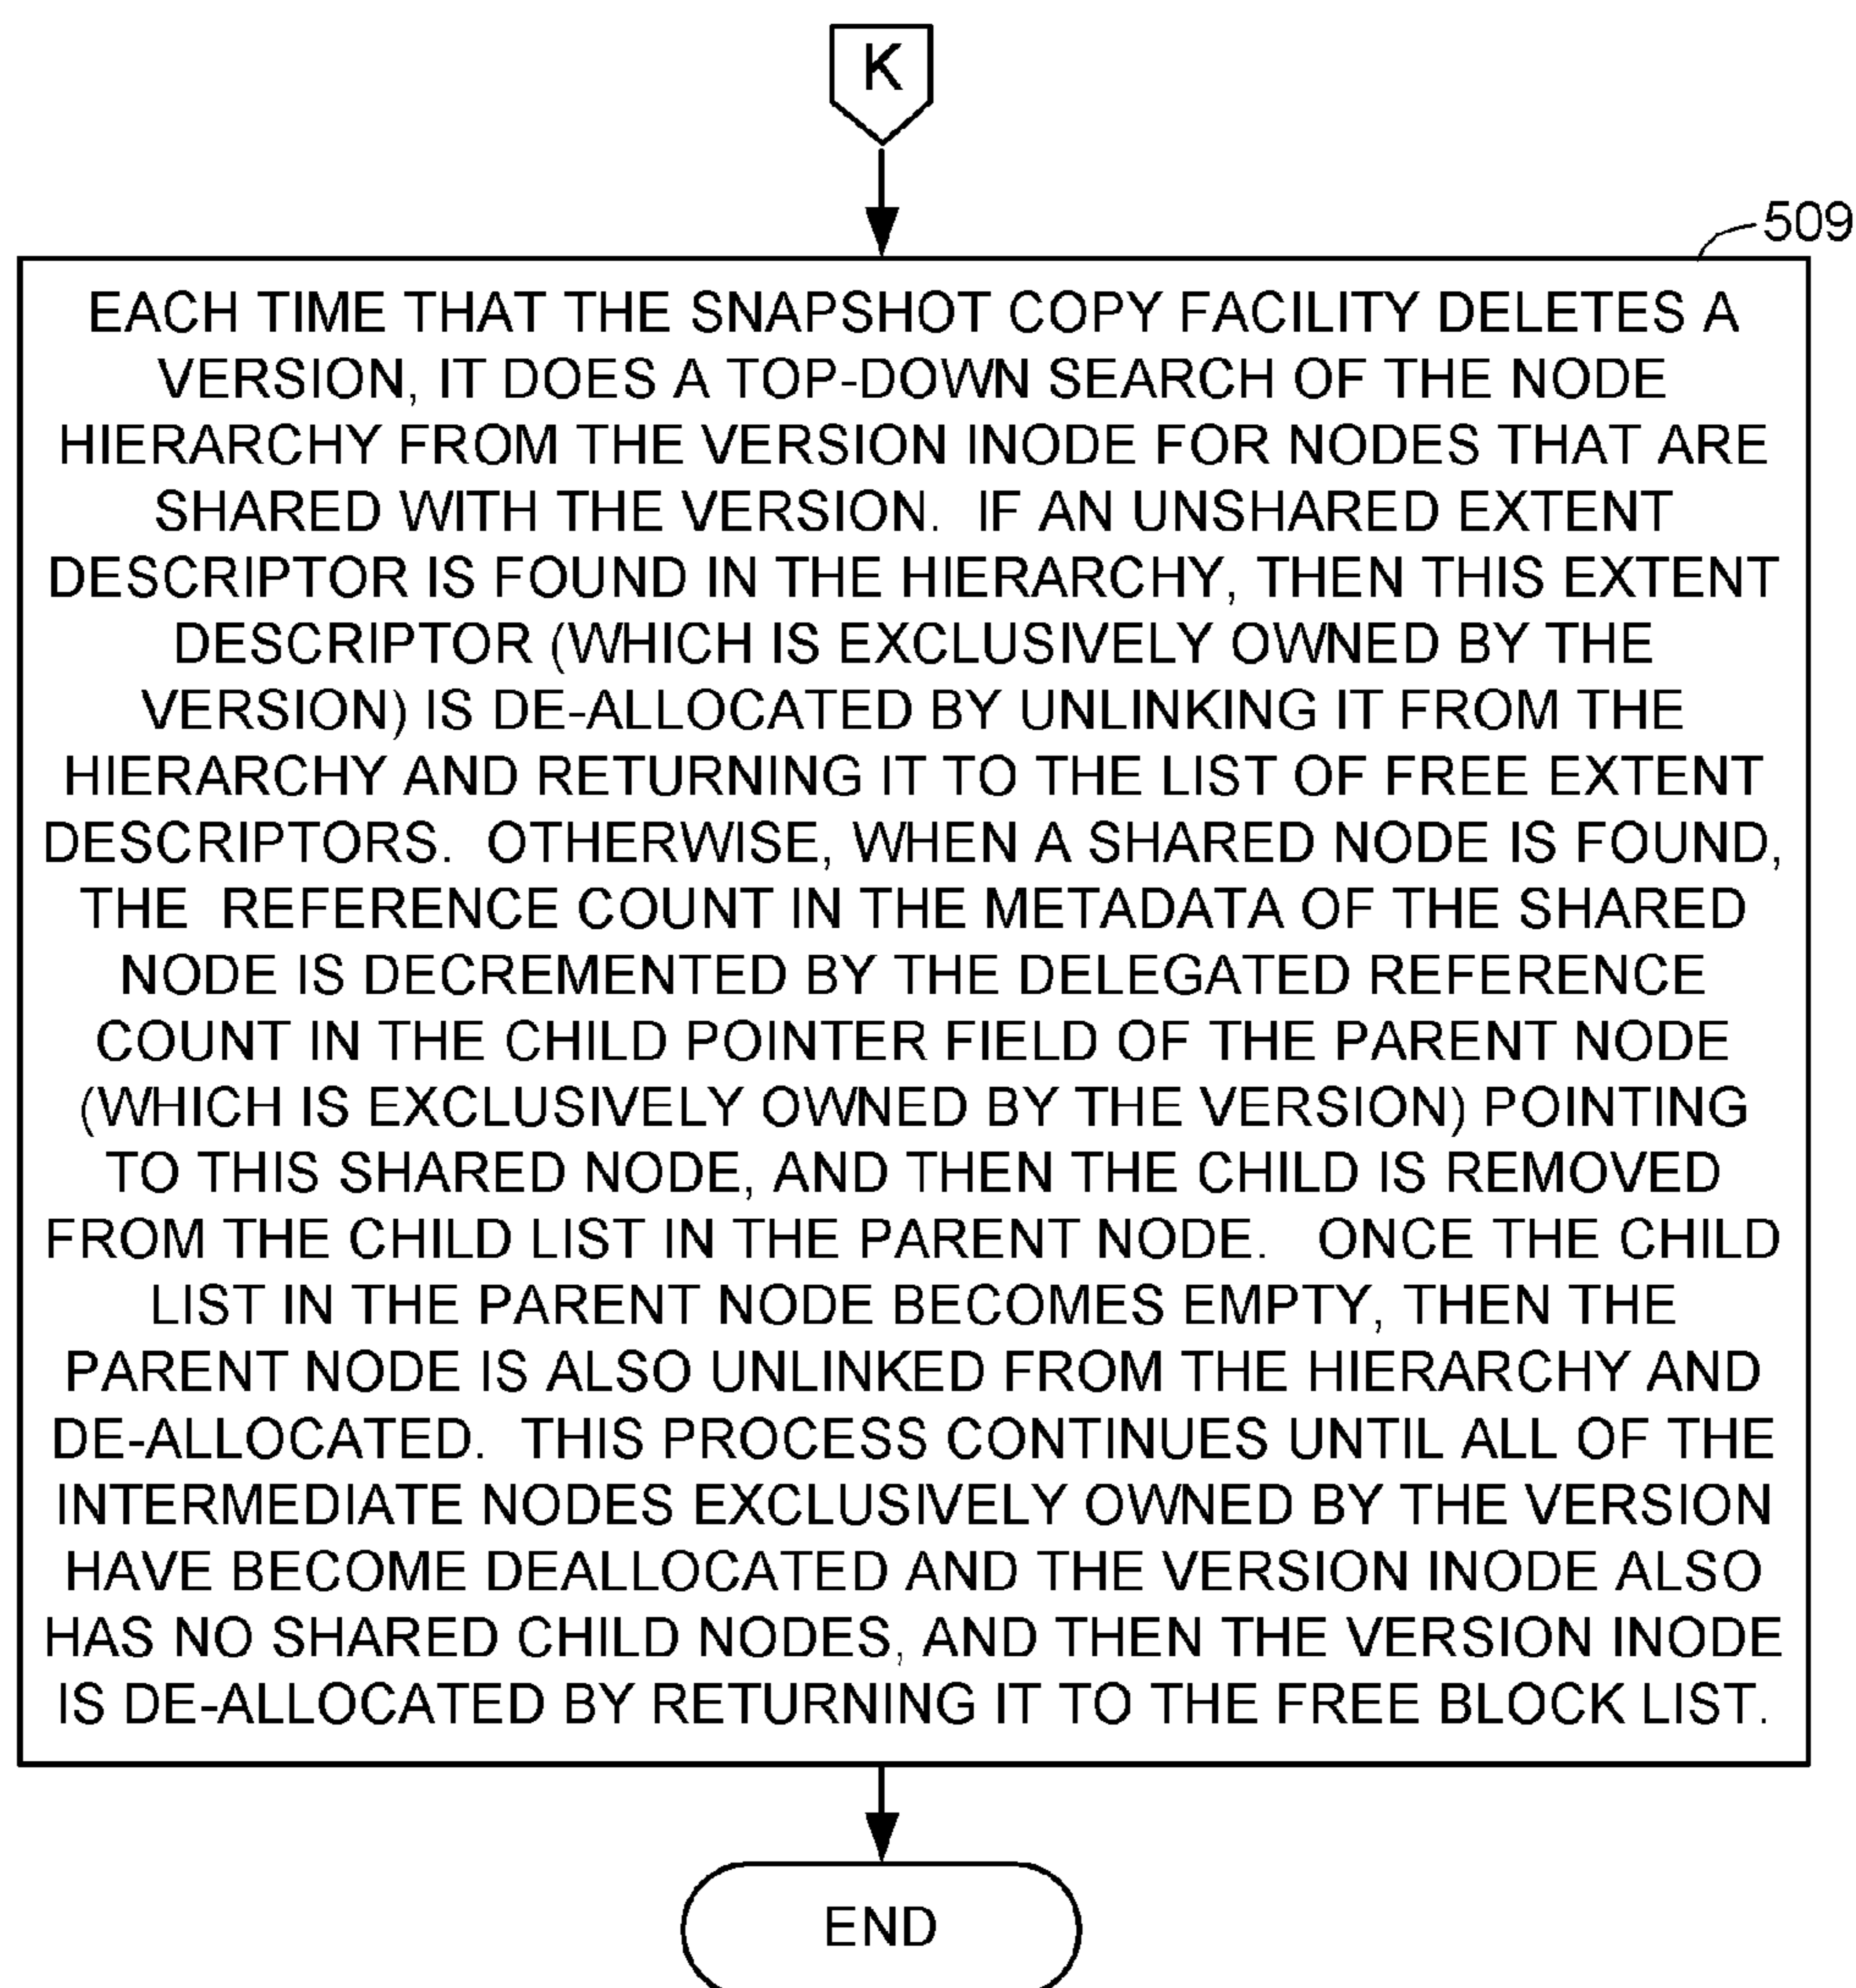 K
509
EACH TIME THAT THE SNAPSHOT COPY FACILITY DELETES A
VERSION, IT DOES A TOP-DOWN SEARCH OF THE NODE
HIERARCHY FROM THE VERSION INODE FOR NODES THAT ARE
SHARED WITH THE VERSION. IF AN UNSHARED EXTENT
DESCRIPTOR IS FOUND IN THE HIERARCHY, THEN THIS EXTENT
DESCRIPTOR (WHICH IS EXCLUSIVELY OWNED BY THE
VERSION) IS DE-ALLOCATED BY UNLINKING IT FROM THE
HIERARCHY AND RETURNING IT TO THE LIST OF FREE EXTENT
DESCRIPTORS. OTHERWISE, WHEN A SHARED NODE IS FOUND,
THE REFERENCE COUNT IN THE METADATA OF THE SHARED
NODE IS DECREMENTED BY THE DELEGATED REFERENCE
COUNT IN THE CHILD POINTER FIELD OF THE PARENT NODE
(WHICH IS EXCLUSIVELY OWNED BY THE VERSION) POINTING
TO THIS SHARED NODE, AND THEN THE CHILD IS REMOVED
FROM THE CHILD LIST IN THE PARENT NODE. ONCE THE CHILD
LIST IN THE PARENT NODE BECOMES EMPTY, THEN THE
PARENT NODE IS ALSO UNLINKED FROM THE HIERARCHY AND
DE-ALLOCATED. THIS PROCESS CONTINUES UNTIL ALL OF THE
INTERMEDIATE NODES EXCLUSIVELY OWNED BY THE VERSION
HAVE BECOME DEALLOCATED AND THE VERSION INODE ALSO
HAS NO SHARED CHILD NODES, AND THEN THE VERSION INODE
IS DE-ALLOCATED BY RETURNING IT TO THE FREE BLOCK LIST.
END